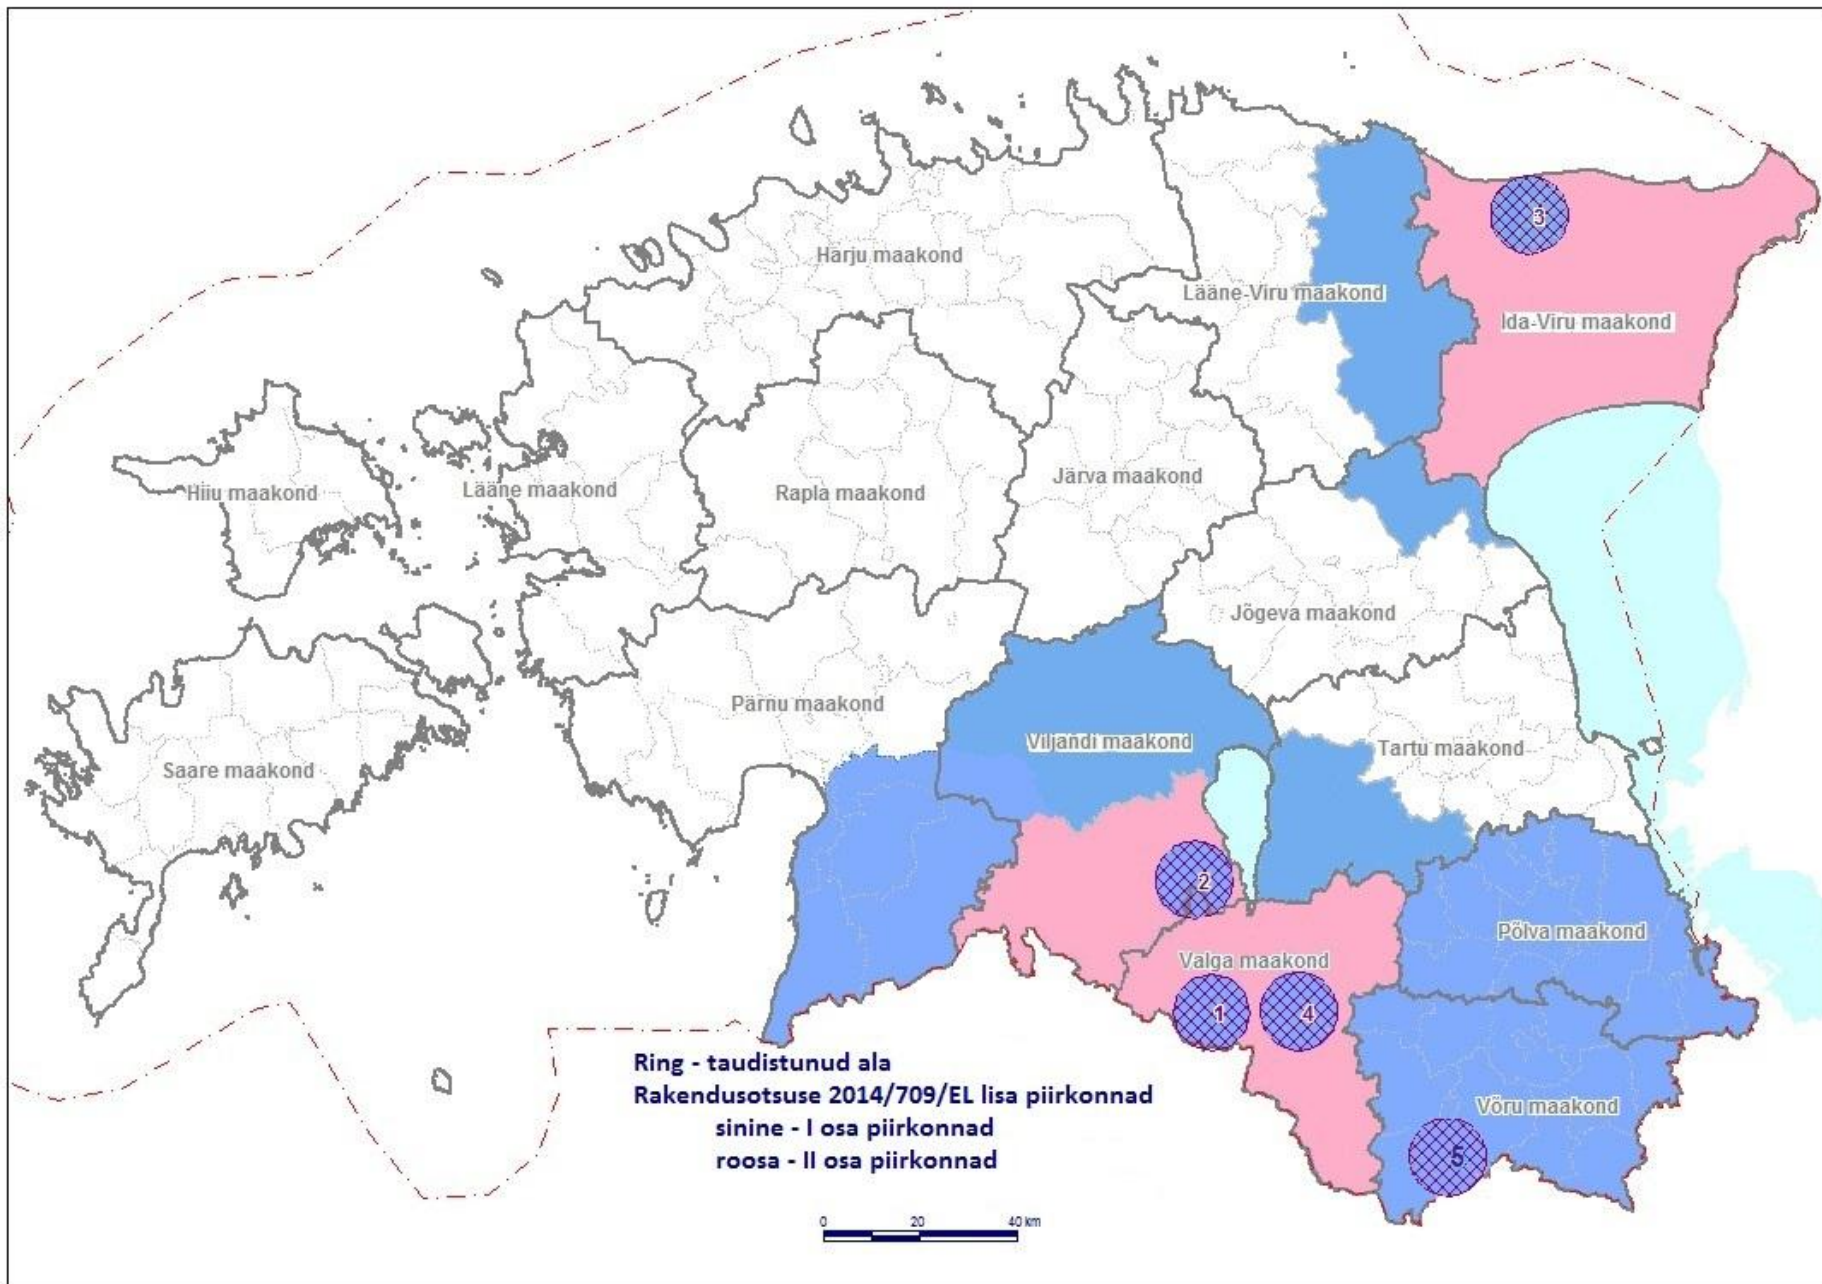 3
Harju maakond
Lääne-Viru maakond
Ida-Viru maakond
Hiiu maakond
Lääne maakond
Rapla maakond
Järva maakond
Jõgeva maakond
Pärnu maakond
Viljandi maakond
Tartu maakond
Saare maakond
2
Põlva maakond
Valga maakond
1
4
Ring - taudistunud ala
Rakendusotsuse 2014/709/EL lisa piirkonnad
sinine - I osa piirkonnad
roosa - II osa piirkonnad
Võru maakond
5
0 20 40 km